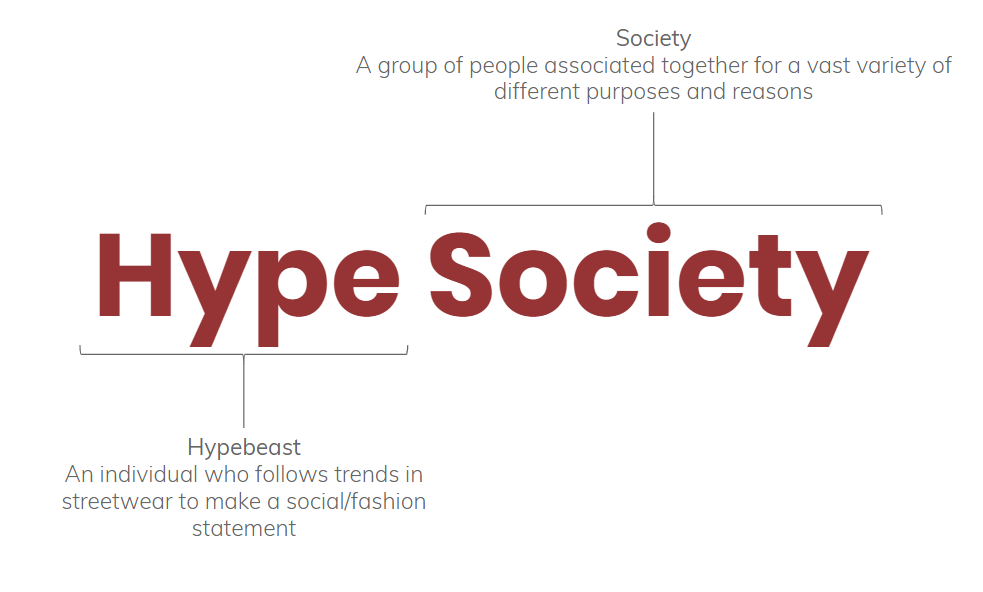 Society
A group of people associated together for a vast variety of
different purposes and reasons
Hype Society
Hypebeast
An individual who follows trends in
streetwear to make a social/fashion
statement